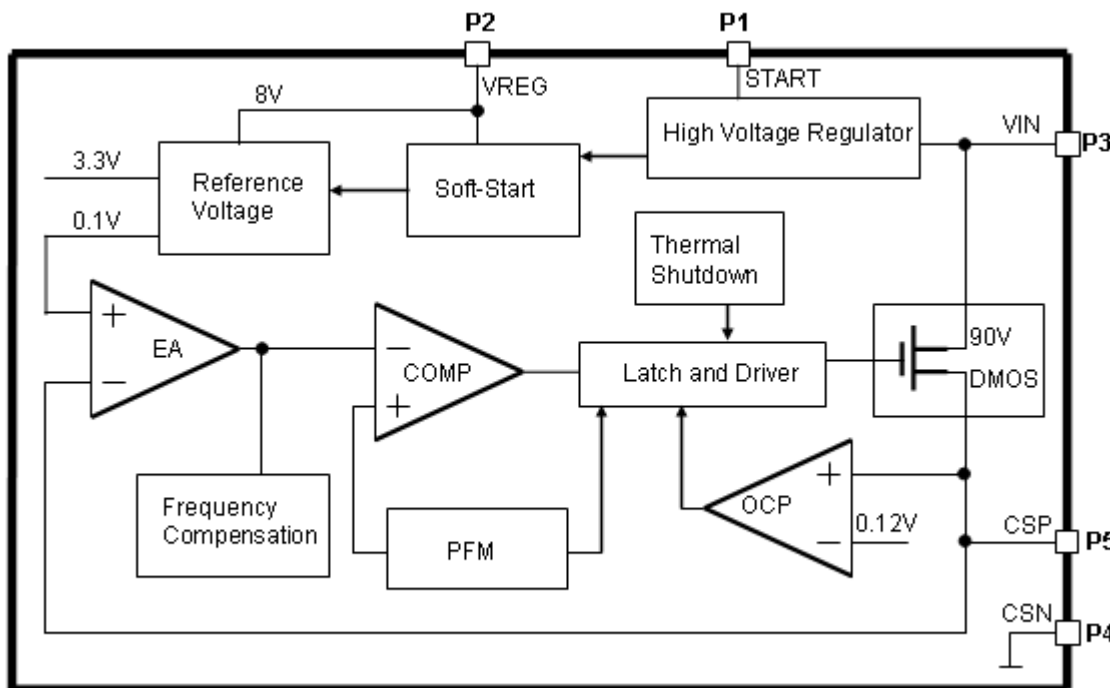 P2
P1
VREG
START
8V
High Voltage Regulator
VIN
P3
3.3V
Reference
Voltage
Soft-Start
0.1V
Thermal
Shutdown
+
EA
−
−
COMP
+
Latch and Driver
90V
DMOS
Frequency
Compensation
PFM
+
OCP
0.12V
−
CSP
P5
CSN
P4